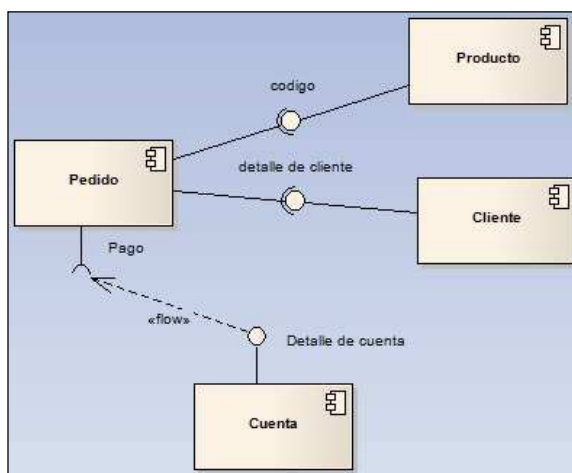 Producto
codigo
Pedido
detalle de cliente
Cliente
Pago
«flow»
Detalle de cuenta
Cuenta